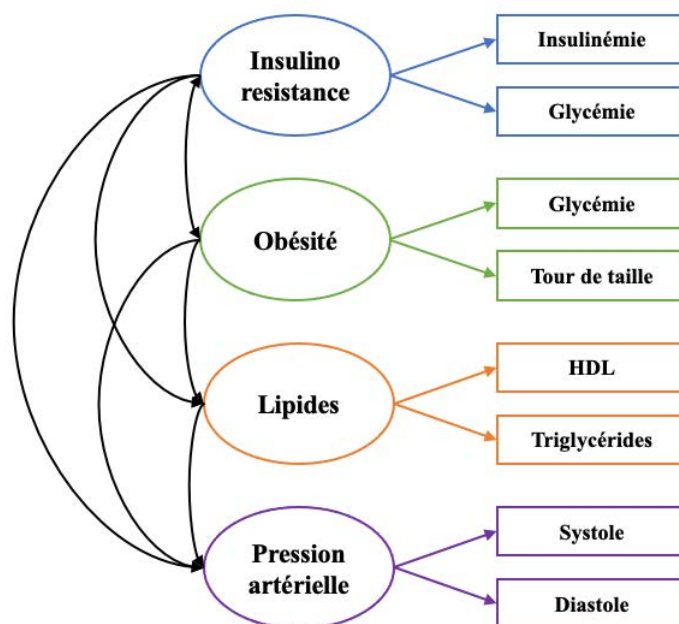 Insulino
resistance
Insulinémie
Glycémie
Obésité
Glycémie
Tour de taille
Lipides
HDL
Triglycérides
Pression
artérielle
Systole
Diastole